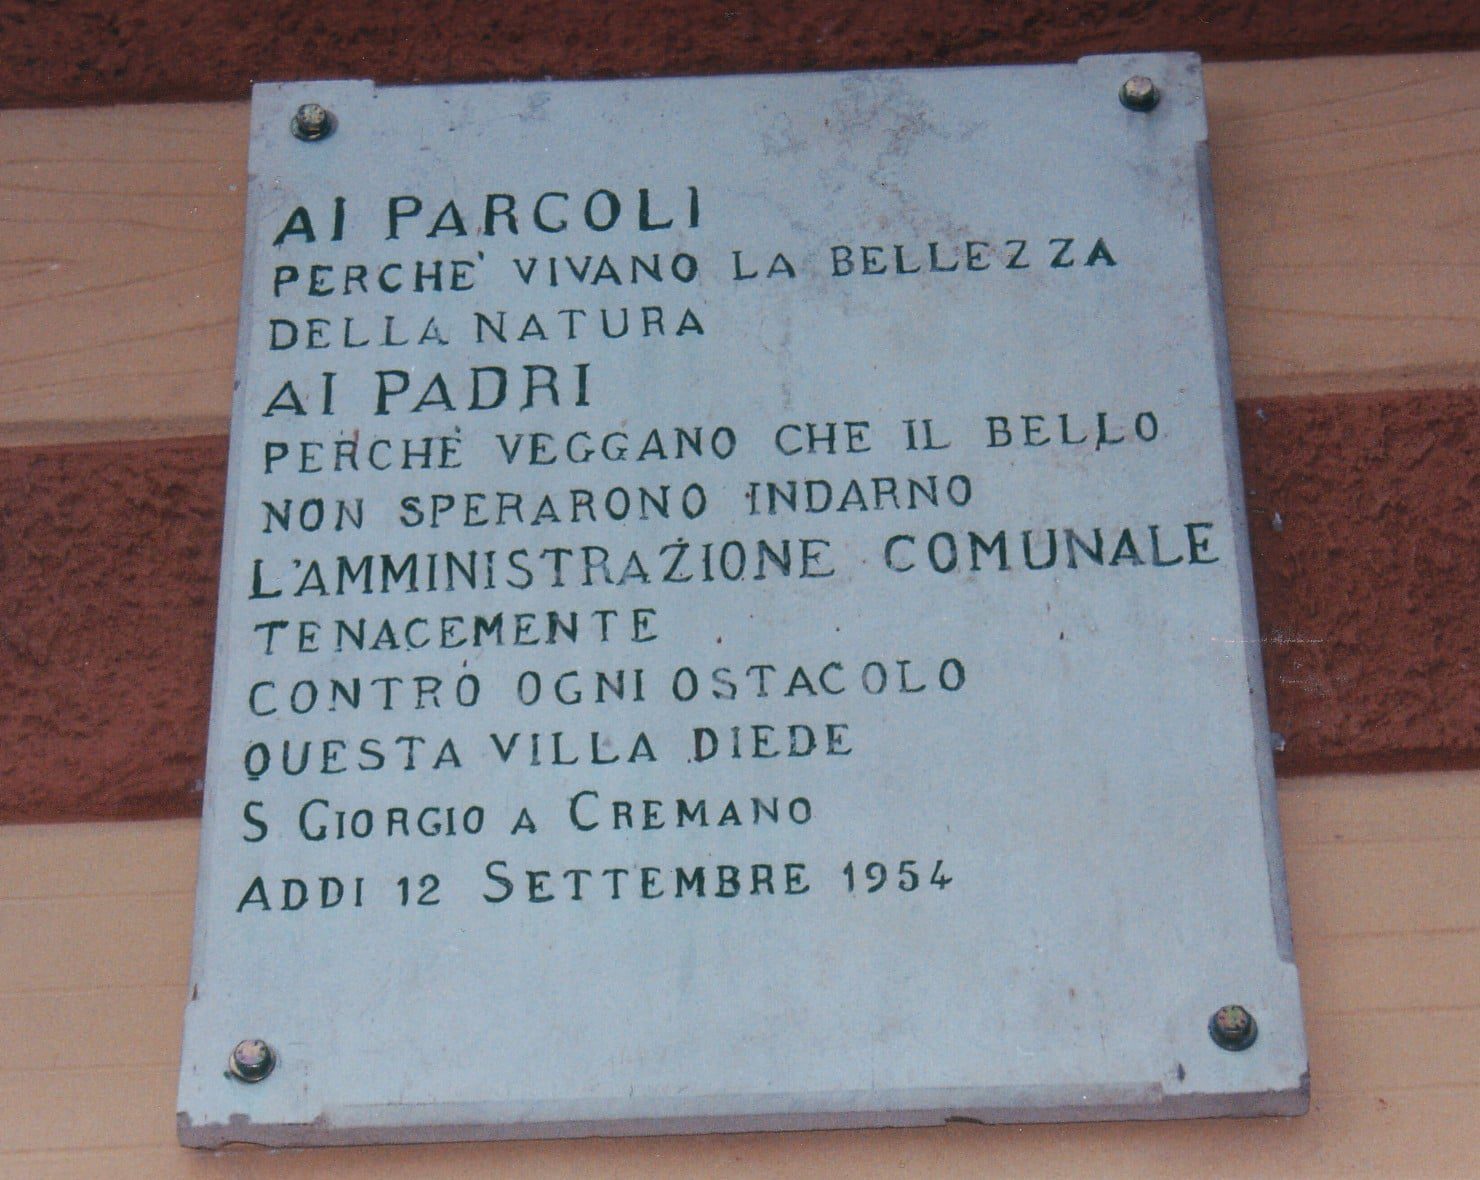 AI PARGOLI
PERCHE' VIVANO LA BELLEZZA
DELLA NATURA
AI PADRI
PERCHÈ VEGGANO CHE IL BELLO
NON SPERARONO INDARNO
L'AMMINISTRAZIONE COMUNALE
TENACEMENTE
CONTRO OGNI OSTACOLO
QUESTA VILLA DIEDE
S GIORGIO A CREMANO
ADDI 12 SETTEMBRE 1954